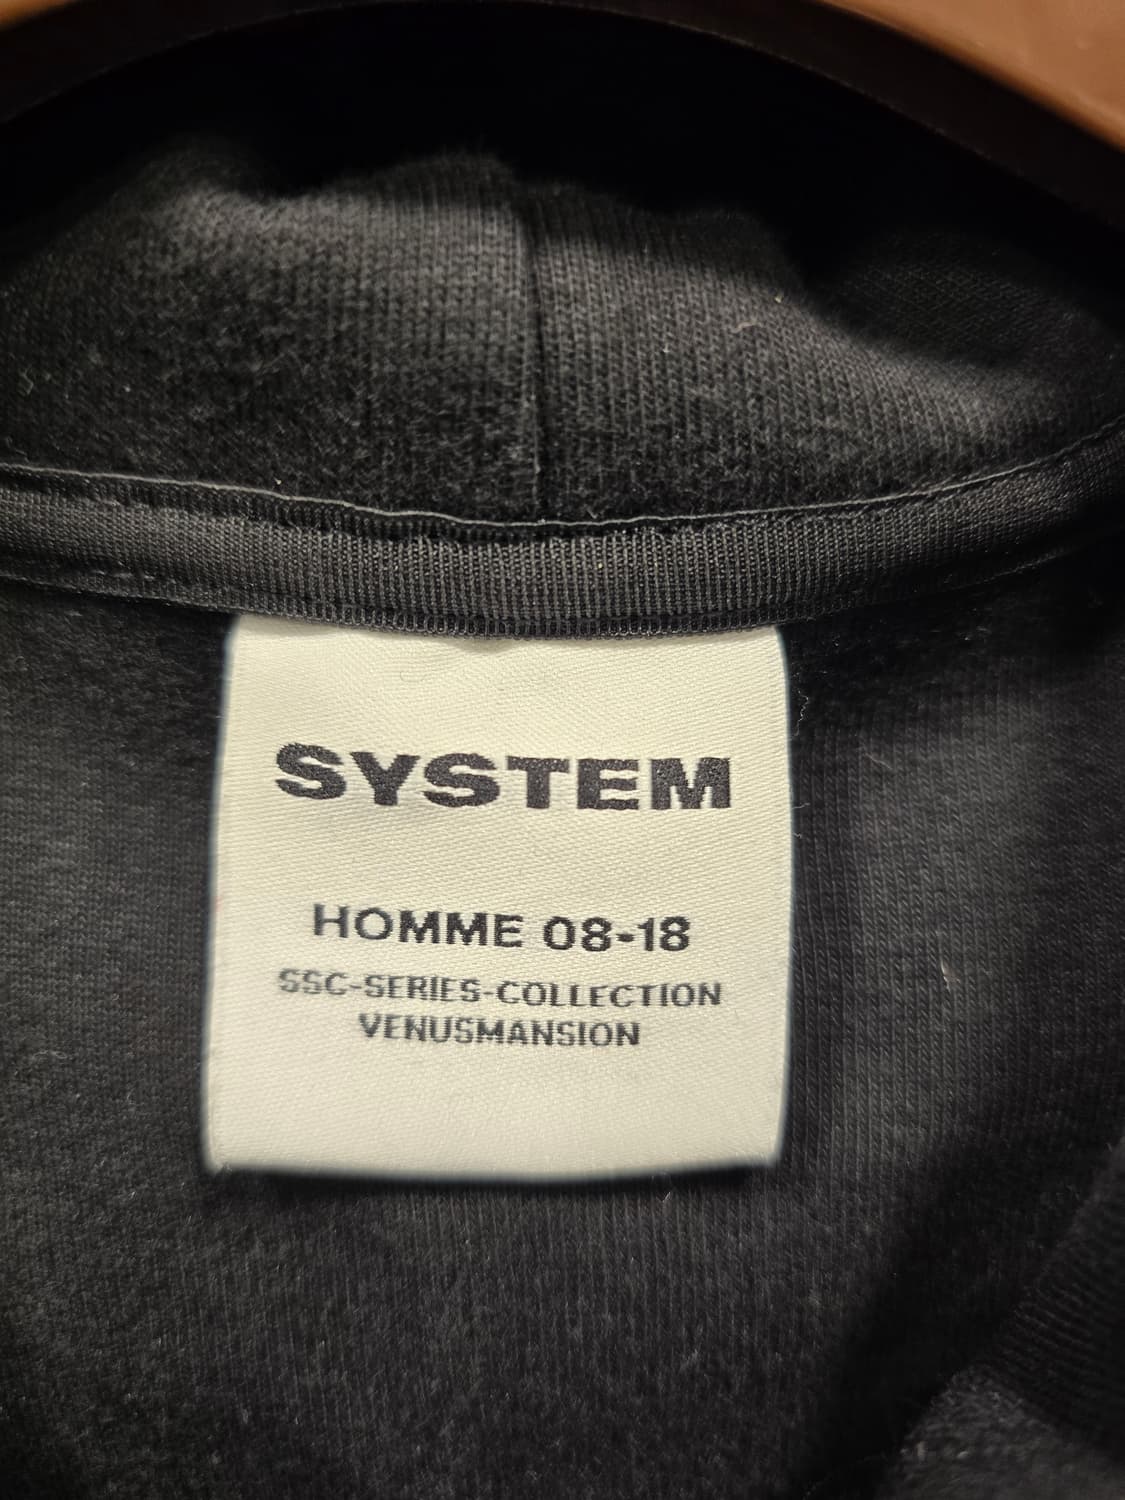 SYSTEM
HOMME 08-18
SSC-SERIES-COLLECTION
VENUSMANSION